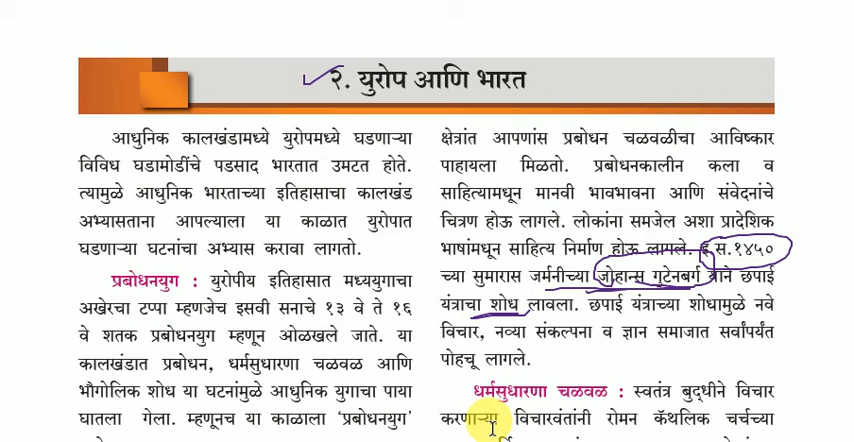 २. युरोप आणि भारत
आधुनिक कालखंडामध्ये युरोपमध्ये घडणाऱ्या
विविध घडामोडींचे पडसाद भारतात उमटत होते.
त्यामुळे आधुनिक भारताच्या इतिहासाचा कालखंड
अभ्यासताना आपल्याला या काळात युरोपात
घडणाऱ्या घटनांचा अभ्यास करावा लागतो.
प्रबोधनयुग : युरोपीय इतिहासात मध्ययुगाचा
अखेरचा टप्पा म्हणजेच इसवी सनाचे १३ वे ते १६
वे शतक प्रबोधनयुग म्हणून ओळखले जाते. या
कालखंडात प्रबोधन, धर्मसुधारणा चळवळ आणि
भौगोलिक शोध या घटनांमुळे आधुनिक युगाचा पाया
घातला गेला. म्हणूनच या काळाला ‘प्रबोधनयुग’
क्षेत्रांत आपणांस प्रबोधन चळवळीचा आविष्कार
पाहायला मिळतो. प्रबोधनकालीन कला व
साहित्यामधून मानवी भावभावना आणि संवेदनांचे
चित्रण होऊ लागले. लोकांना समजेल अशा प्रादेशिक
भाषांमधून साहित्य निर्माण होऊ लागले. इ.स.१४५०
च्या सुमारास जर्मनीच्या जोहान्स गुटेनबर्ग याने छपाई
यंत्राचा शोध लावला. छपाई यंत्राच्या शोधामुळे नवे
विचार, नव्या संकल्पना व ज्ञान समाजात सर्वांपर्यंत
पोहचू लागले.
धर्मसुधारणा चळवळ : स्वतंत्र बुद्धीने विचार
करणाऱ्या विचारवंतांनी रोमन कॅथलिक चर्चच्या